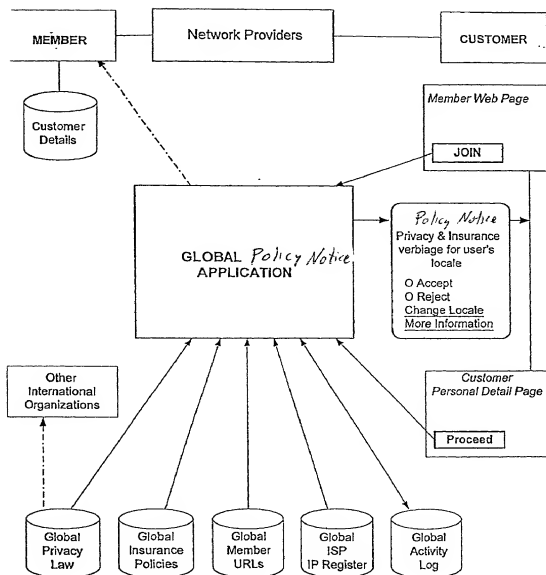 MEMBER
Network Providers
CUSTOMER
Customer
Details
Member Web Page
JOIN
GLOBAL Policy Notice
APPLICATION
Policy Notice
Privacy & Insurance
verbiage for user's
locale
O Accept
O Reject
Change Locale
More Information
Other
International
Organizations
Customer
Personal Detail Page
Proceed
Global
Privacy
Law
Global
Insurance
Policies
Global
Member
URLs
Global
ISP
IP Register
Global
Activity
Log